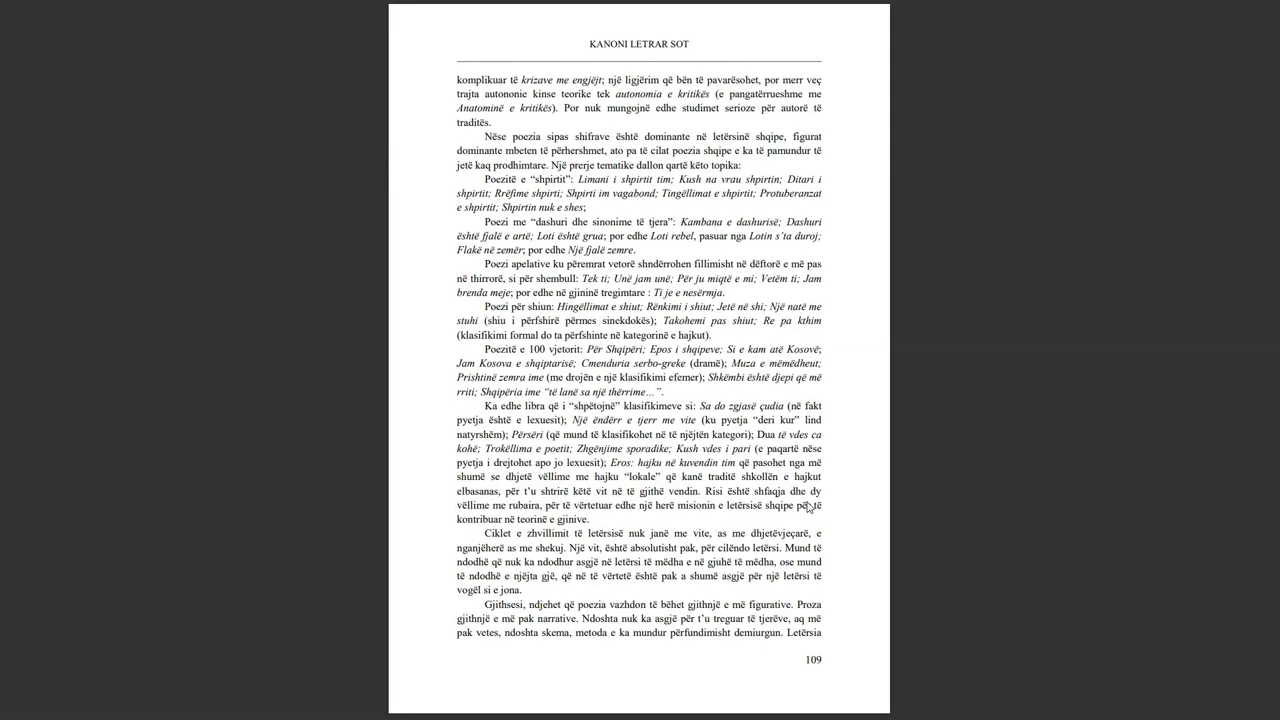 KANONI LETRAR SOT
komplikuar të krizave me engjëjt; një ligjërim që bën të pavarësohet, por merr veç
trajta autononie kinse teorike tek autonomia e kritikës (e pangatërrueshme me
Anatominë e kritikës). Por nuk mungojnë edhe studimet serioze për autorë të
traditës.
Nëse poezia sipas shifrave është dominante në letërsinë shqipe, figurat
dominante mbeten të përhershmet, ato pa të cilat poezia shqipe e ka të pamundur të
jetë kaq prodhimtare. Një prerje tematike dallon qartë këto topika:
Poezitë e “shpirtit”: Limani i shpirtit tim; Kush na vrau shpirtin; Ditari i
shpirtit; Rrëfime shpirti; Shpirti im vagabond; Tingëllimat e shpirtit; Protuberanzat
e shpirtit; Shpirtin nuk e shes;
Poezi me “dashuri dhe sinonime të tjera”: Kambana e dashurisë; Dashuri
është fjalë e artë; Loti është grua; por edhe Loti rebel, pasuar nga Lotin s’ta duroj;
Flakë në zemër; por edhe Një fjalë zemre.
Poezi apelative ku përemrat vetorë shndërrohen fillimisht në dëftorë e më pas
në thirrorë, si për shembull: Tek ti; Unë jam unë; Për ju miqtë e mi; Vetëm ti; Jam
brenda meje; por edhe në gjininë tregimtare : Ti je e nesërmja.
Poezi për shiun: Hingëllimat e shiut; Rënkimi i shiut; Jetë në shi; Një natë me
stuhi (shiu i përfshirë përmes sinekdokës); Takohemi pas shiut; Re pa kthim
(klasifikimi formal do ta përfshinte në kategorinë e hajkut).
Poezitë e 100 vjetorit: Për Shqipëri; Epos i shqipeve; Si e kam atë Kosovë;
Jam Kosova e shqiptarisë; Cmenduria serbo-greke (dramë); Muza e mëmëdheut;
Prishtinë zemra ime (me drojën e një klasifikimi efemer); Shkëmbi është djepi që më
rriti; Shqipëria ime “të lanë sa një thërrime…”.
Ka edhe libra që i “shpëtojnë” klasifikimeve si: Sa do zgjasë çudia (në fakt
pyetja është e lexuesit); Një ëndërr e tjerr me vite (ku pyetja “deri kur” lind
natyrshëm); Përsëri (që mund të klasifikohet në të njëjtën kategori); Dua të vdes ca
kohë; Trokëllima e poetit; Zhgënjime sporadike; Kush vdes i pari (e paqartë nëse
pyetja i drejtohet apo jo lexuesit); Eros: hajku në kuvendin tim që pasohet nga më
shumë se dhjetë vëllime me hajku “lokale” që kanë traditë shkollën e hajkut
elbasanas, për t’u shtrirë këtë vit në të gjithë vendin. Risi është shfaqja dhe dy
vëllime me rubaira, për të vërtetuar edhe një herë misionin e letërsisë shqipe për të
kontribuar në teorinë e gjinive.
Ciklet e zhvillimit të letërsisë nuk janë me vite, as me dhjetëvjeçarë, e
nganjëherë as me shekuj. Një vit, është absolutisht pak, për cilëndo letërsi. Mund të
ndodhë që nuk ka ndodhur asgjë në letërsi të mëdha e në gjuhë të mëdha, ose mund
të ndodhë e njëjta gjë, që në të vërtetë është pak a shumë asgjë për një letërsi të
vogël si e jona.
Gjithsesi, ndjehet që poezia vazhdon të bëhet gjithnjë e më figurative. Proza
gjithnjë e më pak narrative. Ndoshta nuk ka asgjë për t’u treguar të tjerëve, aq më
pak vetes, ndoshta skema, metoda e ka mundur përfundimisht demiurgun. Letërsia
109